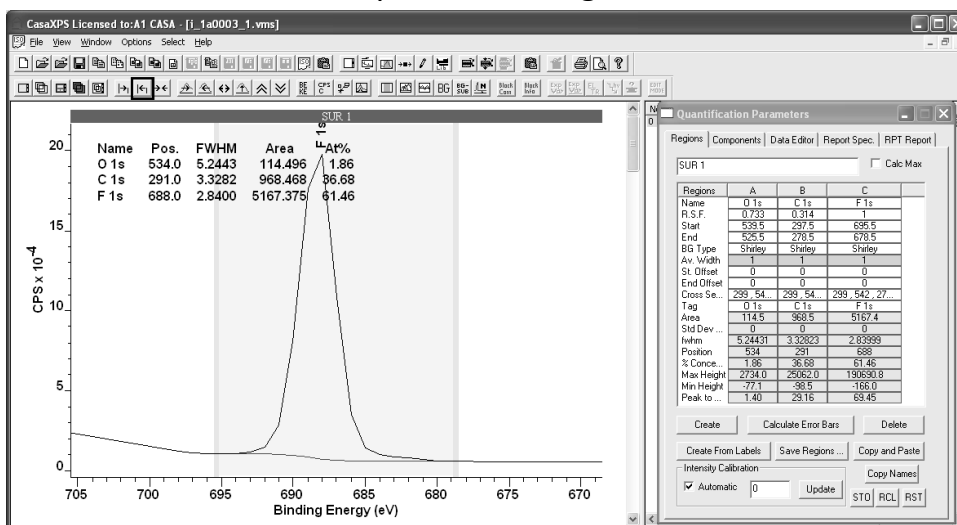 CasaXPS Licensed to:A1 CASA - [i_1a0003_1.vms]
File View Window Options Select Help
SUR 1
Name Pos. FWHM Area At%
O 1s 534.0 5.2443 114.496 1.86
C 1s 291.0 3.3282 968.468 36.68
F 1s 688.0 2.8400 5167.375 61.46
F 1s
CPS x 10-4
20
15
10
5
0
705 700 695 690 685 680 675 670
Binding Energy (eV)
Quantification Parameters
Regions Components Data Editor Report Spec. RPT Report
SUR 1
Calc Max
Regions A B C
Name O 1s C 1s F 1s
R.S.F. 0.733 0.314 1
Start 539.5 297.5 695.5
End 525.5 278.5 678.5
BG Type Shirley Shirley Shirley
Av. Width 1 1 1
St. Offset 0 0 0
End Offset 0 0 0
Cross Se... 299 , 54... 299 , 54... 299 , 542 , 27...
Tag O 1s C 1s F 1s
Area 114.5 968.5 5167.4
Std Dev ... 0 0 0
fwhm 5.24431 3.32823 2.83999
Position 534 291 688
% Conce... 1.86 36.68 61.46
Max Height 2734.0 25062.0 190690.8
Min Height -77.1 -98.5 -166.0
Peak to ... 1.40 29.16 69.45
Create Calculate Error Bars Delete
Create From Labels Save Regions ... Copy and Paste
Intensity Calibration
Copy Names
Automatic 0 Update
STO RCL RST